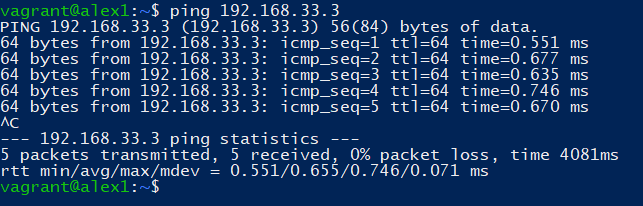 vagrant@alex1:~$ ping 192.168.33.3
PING 192.168.33.3 (192.168.33.3) 56(84) bytes of data.
64 bytes from 192.168.33.3: icmp_seq=1 ttl=64 time=0.551 ms
64 bytes from 192.168.33.3: icmp_seq=2 ttl=64 time=0.677 ms
64 bytes from 192.168.33.3: icmp_seq=3 ttl=64 time=0.635 ms
64 bytes from 192.168.33.3: icmp_seq=4 ttl=64 time=0.746 ms
64 bytes from 192.168.33.3: icmp_seq=5 ttl=64 time=0.670 ms
^C
--- 192.168.33.3 ping statistics ---
5 packets transmitted, 5 received, 0% packet loss, time 4081ms
rtt min/avg/max/mdev = 0.551/0.655/0.746/0.071 ms
vagrant@alex1:~$